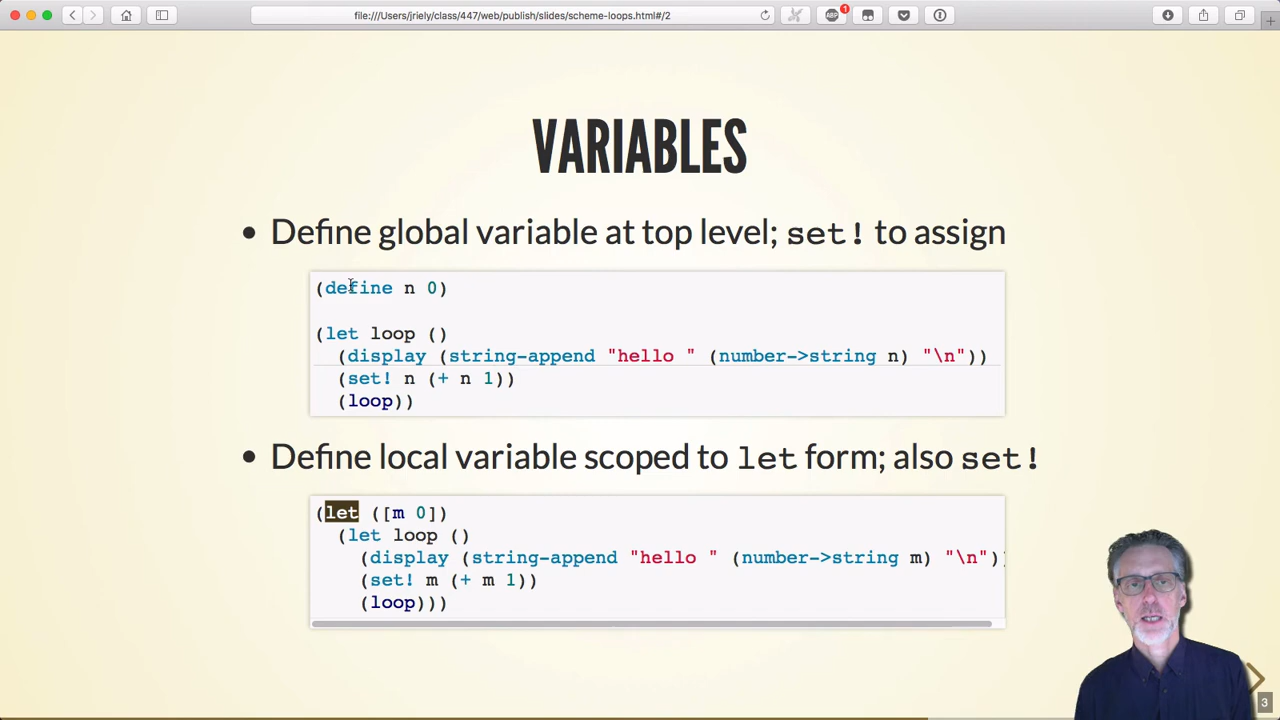 file:///Users/jriely/class/447/web/publish/slides/scheme-loops.html#/2
ABP 1
VARIABLES
• Define global variable at top level; set! to assign
(define n 0)
(let loop ()
(display (string-append "hello " (number->string n) "\n"))
(set! n (+ n 1))
(loop))
• Define local variable scoped to let form; also set!
(let ([m 0])
(let loop ()
(display (string-append "hello " (number->string m) "\n"))
(set! m (+ m 1))
(loop)))
3